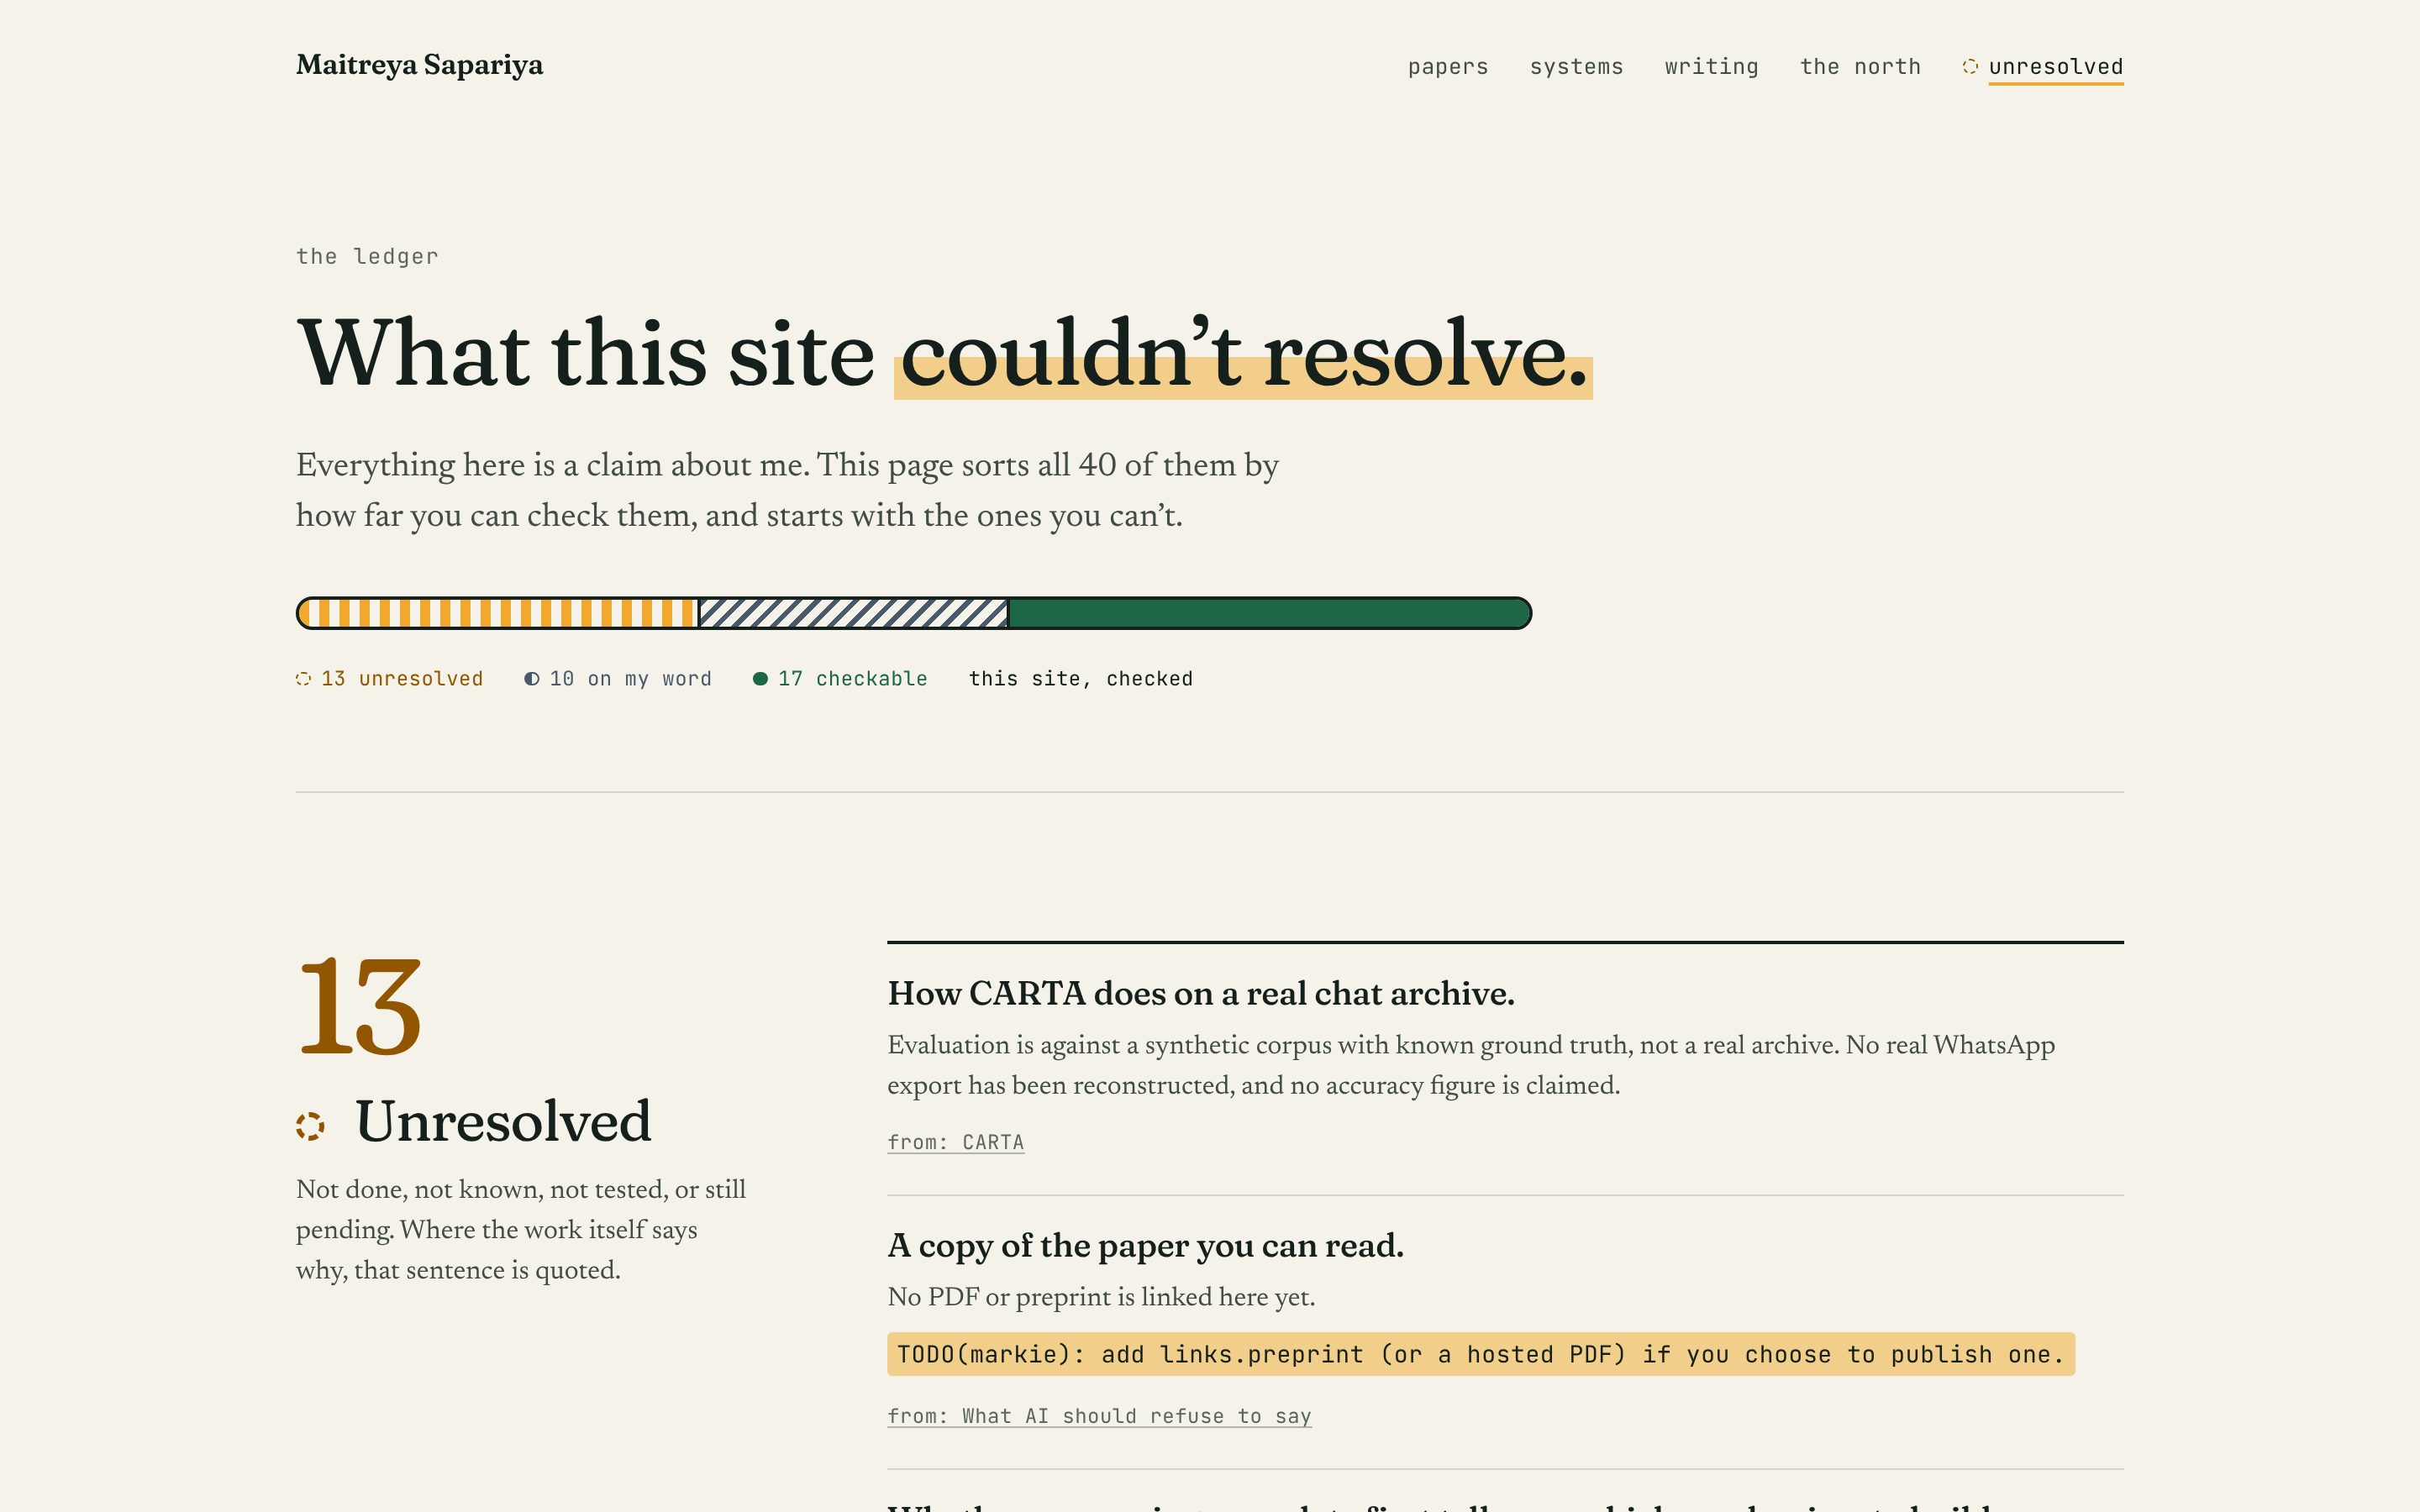 Maitreya Sapariya
papers systems writing the north unresolved
the ledger
What this site couldn’t resolve.
Everything here is a claim about me. This page sorts all 40 of them by
how far you can check them, and starts with the ones you can’t.
13 unresolved 10 on my word 17 checkable this site, checked
13
Unresolved
Not done, not known, not tested, or still
pending. Where the work itself says
why, that sentence is quoted.
How CARTA does on a real chat archive.
Evaluation is against a synthetic corpus with known ground truth, not a real archive. No real WhatsApp
export has been reconstructed, and no accuracy figure is claimed.
from: CARTA
A copy of the paper you can read.
No PDF or preprint is linked here yet.
TODO(markie): add links.preprint (or a hosted PDF) if you choose to publish one.
from: What AI should refuse to say